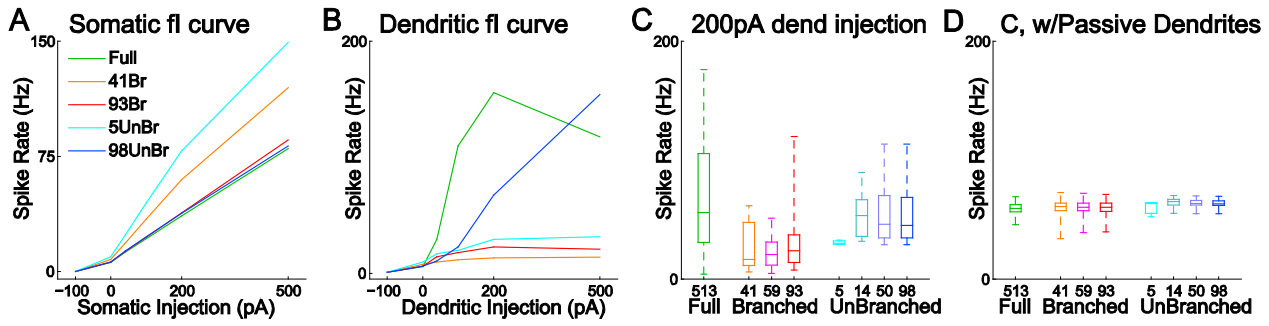 A Somatic fI curve
150
75
0
Spike Rate (Hz)
Full
41Br
93Br
5UnBr
98UnBr
−100 0 200 500
Somatic Injection (pA)
B Dendritic fI curve
200
0
Spike Rate (Hz)
−100 0 200 500
Dendritic Injection (pA)
C 200pA dend injection
200
0
Spike Rate (Hz)
513 41 59 93 5 14 50 98
Full Branched UnBranched
D C, w/Passive Dendrites
200
0
Spike Rate (Hz)
513 41 59 93 5 14 50 98
Full Branched UnBranched